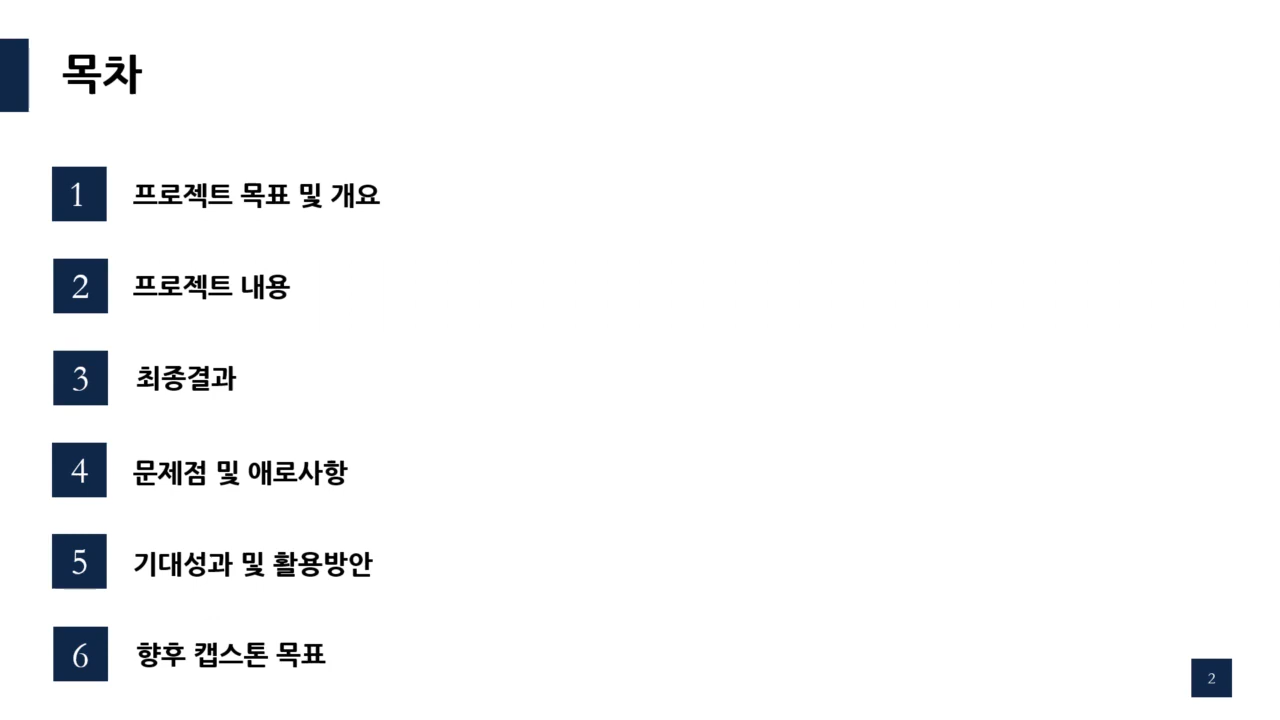 목차
1 프로젝트 목표 및 개요
2 프로젝트 내용
3 최종결과
4 문제점 및 애로사항
5 기대성과 및 활용방안
6 향후 캡스톤 목표
2